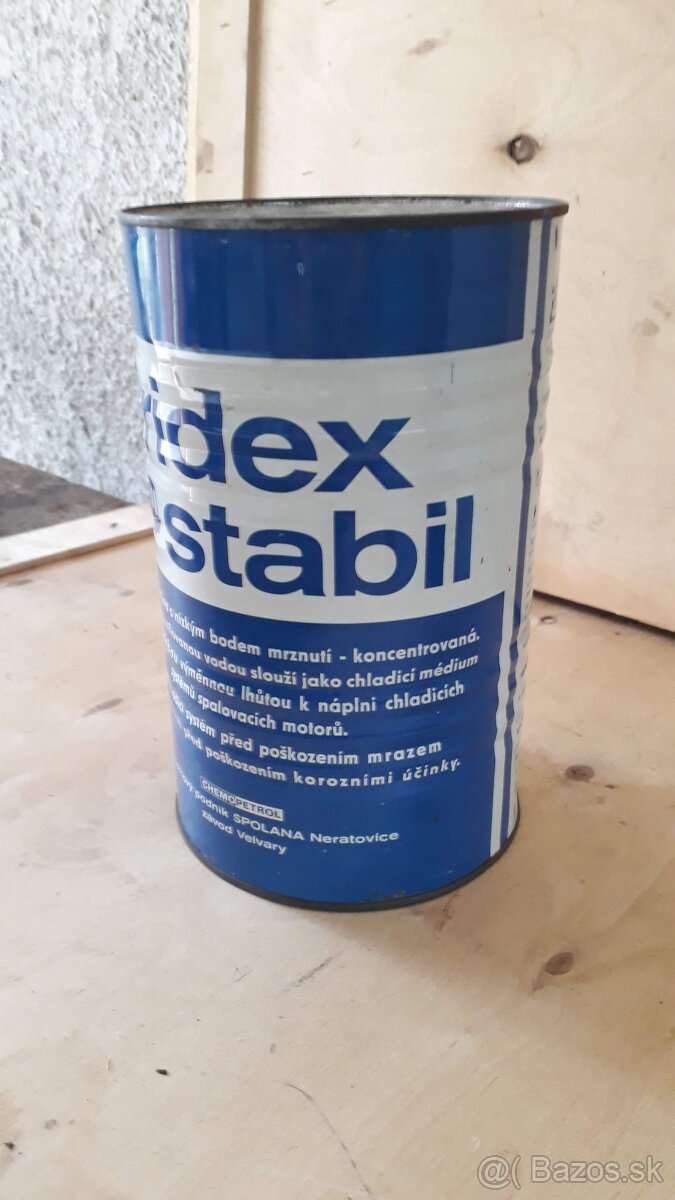 ridex
stabil
s nízkým bodem mrznutí - koncentrovaná.
vodou slouží jako chladicí médium
výměnnou lhůtou k náplni chladicích
systémů spalovacích motorů.
systém před poškozením mrazem
před poškozením korozními účinky.
CHEMOPETROL
podnik SPOLANA Neratovice
závod Velvary
@( Bazos.sk